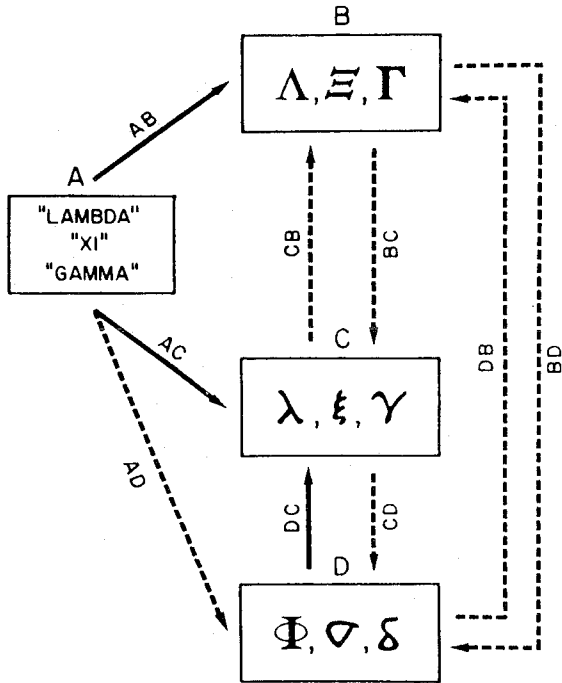 B
Λ, Ξ, Γ
AB
A
"LAMBDA"
"XI"
"GAMMA"
CB
BC
DB
BD
AC
C
λ, ξ, γ
AD
DC
CD
D
Φ, σ, δ